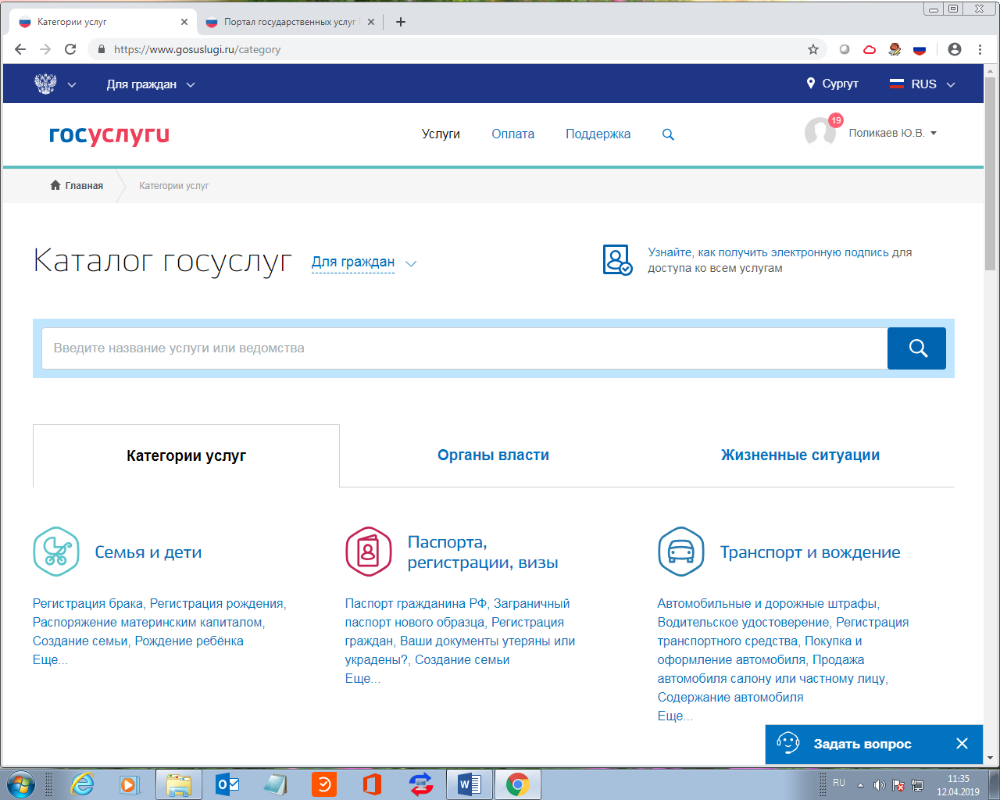 Категории услуг
Портал государственных услуг
https://www.gosuslugi.ru/category
Для граждан
Сургут
RUS
госуслуги
Услуги
Оплата
Поддержка
19
Поликаев Ю.В.
Главная
Категории услуг
Каталог госуслуг
Для граждан
Узнайте, как получить электронную подпись для
доступа ко всем услугам
Введите название услуги или ведомства
Категории услуг
Органы власти
Жизненные ситуации
Семья и дети
Регистрация брака, Регистрация рождения,
Распоряжение материнским капиталом,
Создание семьи, Рождение ребёнка
Еще...
Паспорта,
регистрации, визы
Паспорт гражданина РФ, Заграничный
паспорт нового образца, Регистрация
граждан, Ваши документы утеряны или
украдены?, Создание семьи
Еще...
Транспорт и вождение
Автомобильные и дорожные штрафы,
Водительское удостоверение, Регистрация
транспортного средства, Покупка и
оформление автомобиля, Продажа
автомобиля салону или частному лицу,
Содержание автомобиля
Еще...
Задать вопрос
RU
11:35
12.04.2019